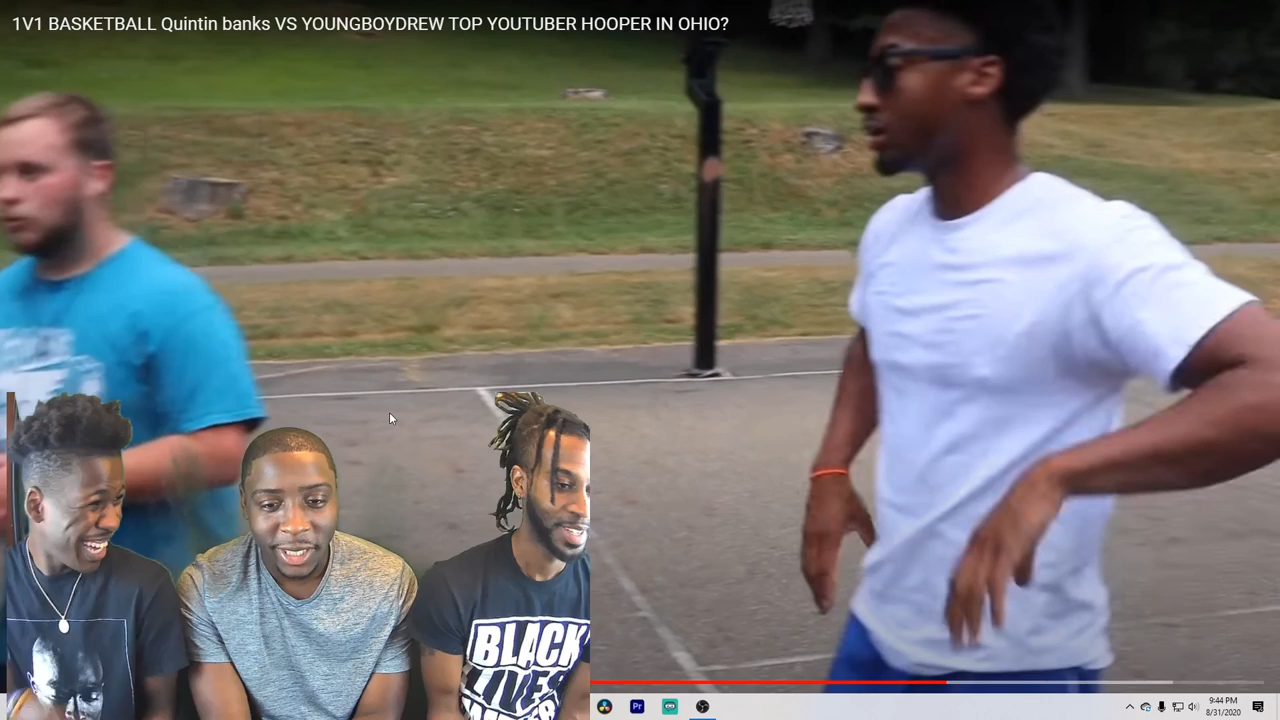 1V1 BASKETBALL Quintin banks VS YOUNGBOYDREW TOP YOUTUBER HOOPER IN OHIO?
BLACK
LIVES
Pr
9:44 PM
8/31/2020